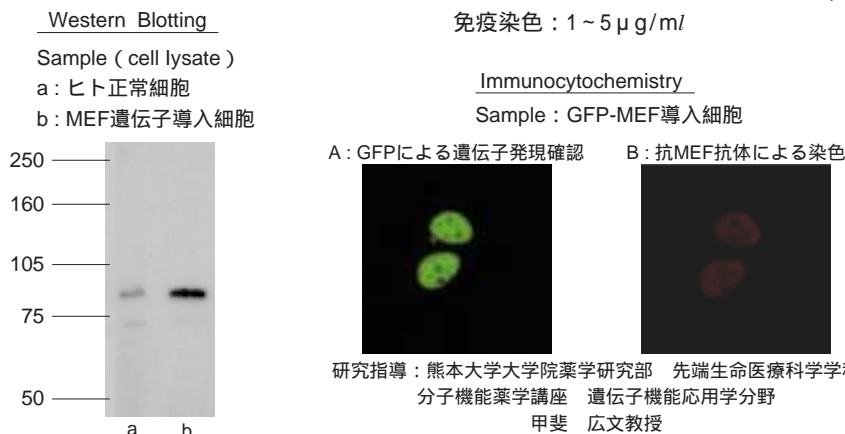 Western Blotting
Sample（cell lysate）
a : ヒト正常細胞
b : MEF遺伝子導入細胞
250
160
105
75
50
a b
免疫染色：1 ~ 5 μ g/ml
Immunocytochemistry
Sample：GFP-MEF導入細胞
A : GFPによる遺伝子発現確認 B : 抗MEF抗体による染色
研究指導：熊本大学大学院薬学研究部 先端生命医療科学学
分子機能薬学講座 遺伝子機能応用学分野
甲斐 広文教授